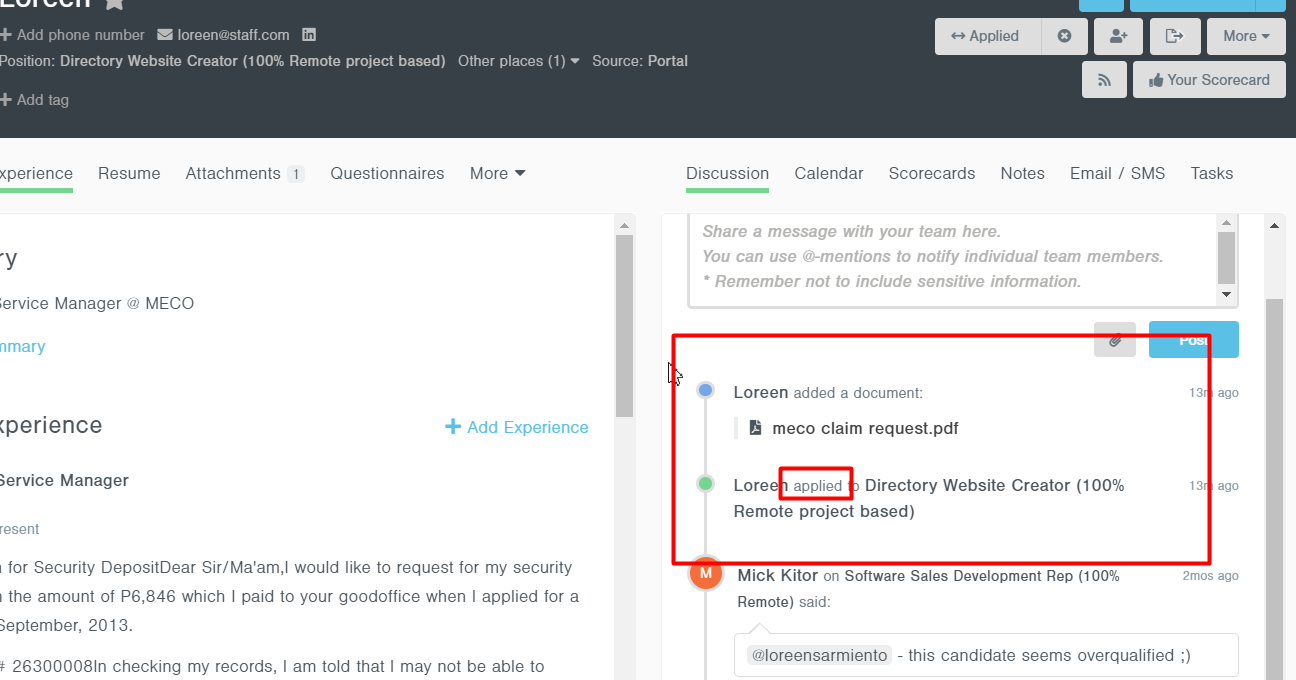 Loreen
Add phone number loreen@staff.com
Position: Directory Website Creator (100% Remote project based) Other places (1) Source: Portal
Add tag
Applied
More
Your Scorecard
xperience Resume Attachments 1 Questionnaires More
ry
Service Manager @ MECO
mmary
xperience
Add Experience
Service Manager
resent
n for Security DepositDear Sir/Ma'am,I would like to request for my security
n the amount of P6,846 which I paid to your goodoffice when I applied for a
September, 2013.
# 26300008In checking my records, I am told that I may not be able to
Discussion Calendar Scorecards Notes Email / SMS Tasks
Share a message with your team here.
You can use @-mentions to notify individual team members.
* Remember not to include sensitive information.
Post
Loreen added a document: 13m ago
meco claim request.pdf
Loreen applied to Directory Website Creator (100% 13m ago
Remote project based)
M
Mick Kitor on Software Sales Development Rep (100% 2mos ago
Remote) said:
@loreensarmiento - this candidate seems overqualified ;)